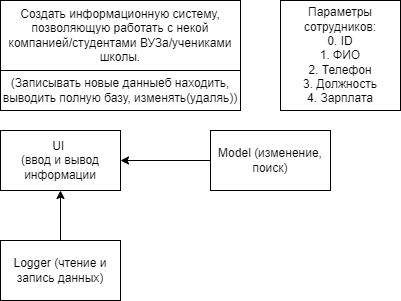 Создать информационную систему,
позволяющую работать с некой
компанией/студентами ВУЗа/учениками
школы.
(Записывать новые данныеб находить,
выводить полную базу, изменять(удаляь))
Параметры
сотрудников:
0. ID
1. ФИО
2. Телефон
3. Должность
4. Зарплата
UI
(ввод и вывод
информации
Model (изменение,
поиск)
Logger (чтение и
запись данных)